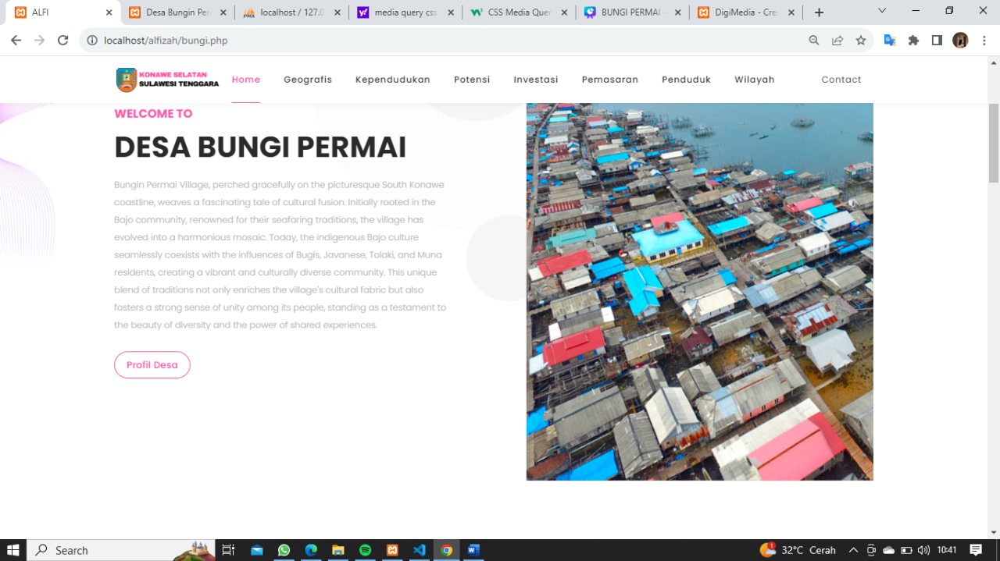 ALFI
Desa Bungin Per
localhost / 127.0
media query css
CSS Media Quer
BUNGI PERMAI -
DigiMedia - Crea
localhost/alfizah/bungi.php
KONAWE SELATAN
SULAWESI TENGGARA
Home
Geografis
Kependudukan
Potensi
Investasi
Pemasaran
Penduduk
Wilayah
Contact
WELCOME TO
DESA BUNGI PERMAI
Bungin Permai Village, perched gracefully on the picturesque South Konawe
coastline, weaves a fascinating tale of cultural fusion. Initially rooted in the
Bajo community, renowned for their seafaring traditions, the village has
evolved into a harmonious mosaic. Today, the indigenous Bajo culture
seamlessly coexists with the influences of Bugis, Javanese, Tolaki, and Muna
residents, creating a vibrant and culturally diverse community. This unique
blend of traditions not only enriches the village's cultural fabric but also
fosters a strong sense of unity among its people, standing as a testament to
the beauty of diversity and the power of shared experiences.
Profil Desa
Search
1
32°C Cerah
10:41